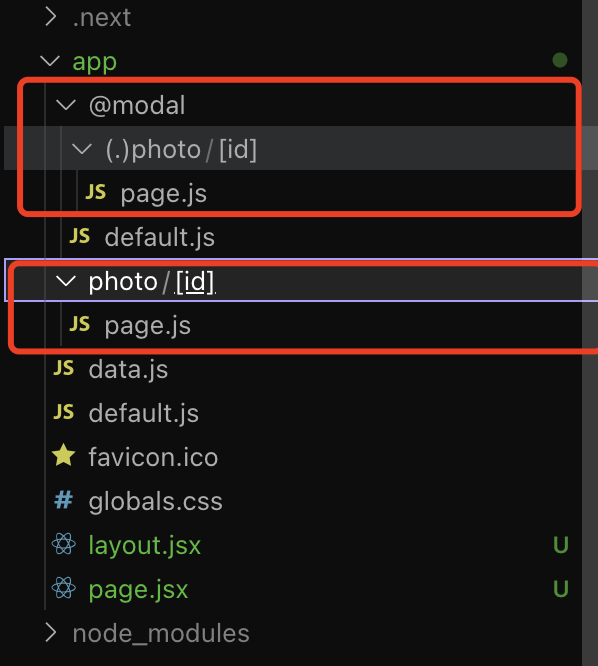 .next
app
@modal
(.)photo/[id]
JS page.js
JS default.js
photo/[id]
JS page.js
JS data.js
JS default.js
favicon.ico
# globals.css
layout.jsx U
page.jsx U
node_modules